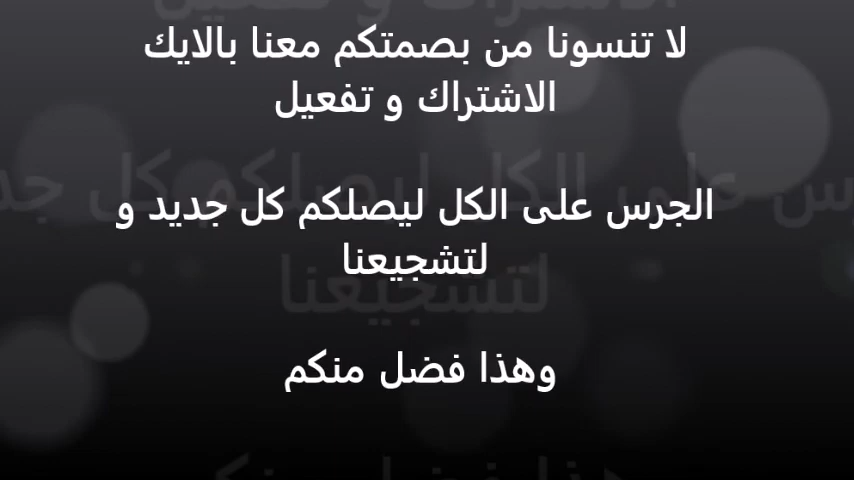 لا تنسونا من بصمتكم معنا بالايك
الاشتراك و تفعيل
الجرس على الكل ليصلكم كل جديد و
لتشجيعنا
وهذا فضل منكم